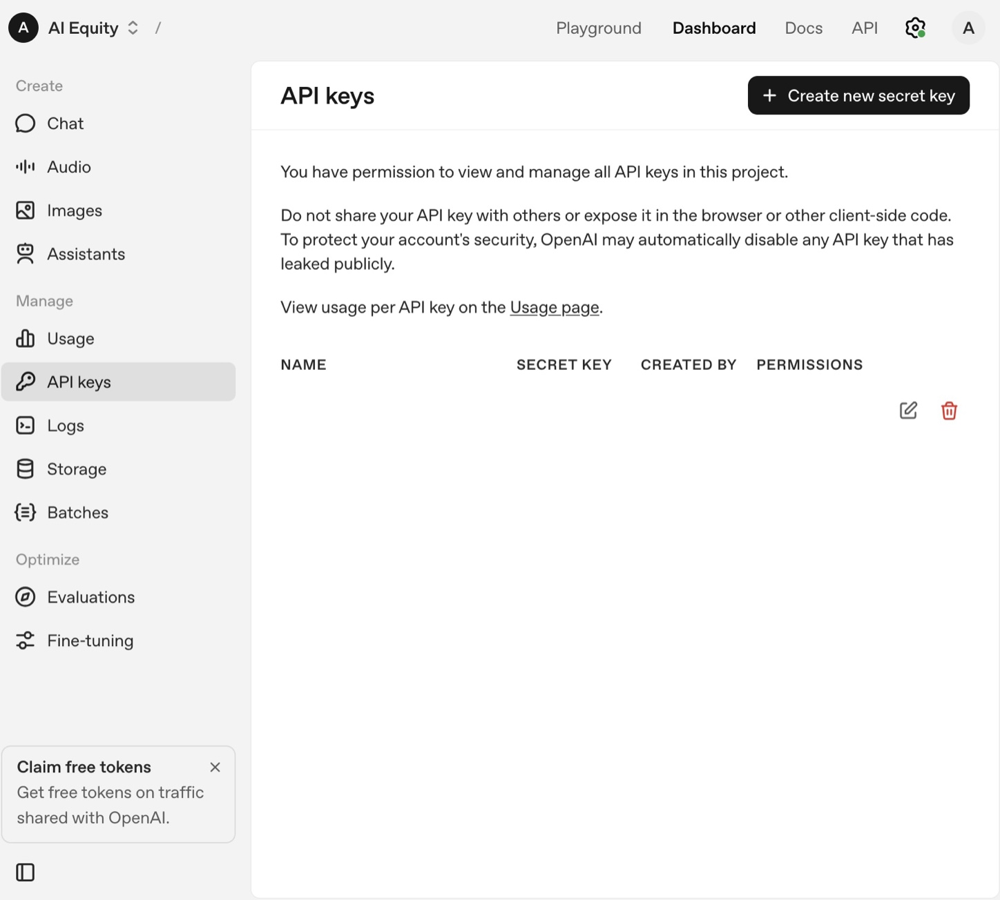 A AI Equity /
Playground Dashboard Docs API A
Create
Chat
Audio
Images
Assistants
Manage
Usage
API keys
Logs
Storage
Batches
Optimize
Evaluations
Fine-tuning
Claim free tokens
Get free tokens on traffic
shared with OpenAI.
API keys
+ Create new secret key
You have permission to view and manage all API keys in this project.
Do not share your API key with others or expose it in the browser or other client-side code.
To protect your account's security, OpenAI may automatically disable any API key that has
leaked publicly.
View usage per API key on the Usage page.
NAME SECRET KEY CREATED BY PERMISSIONS